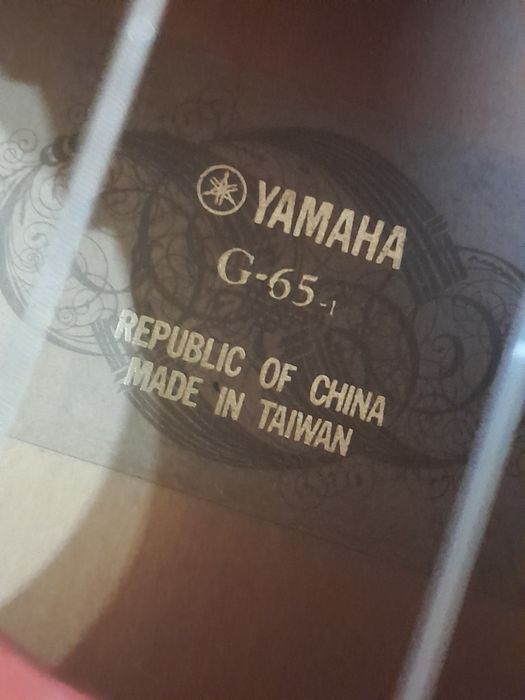 YAMAHA
G-65-1
REPUBLIC OF CHINA
MADE IN TAIWAN